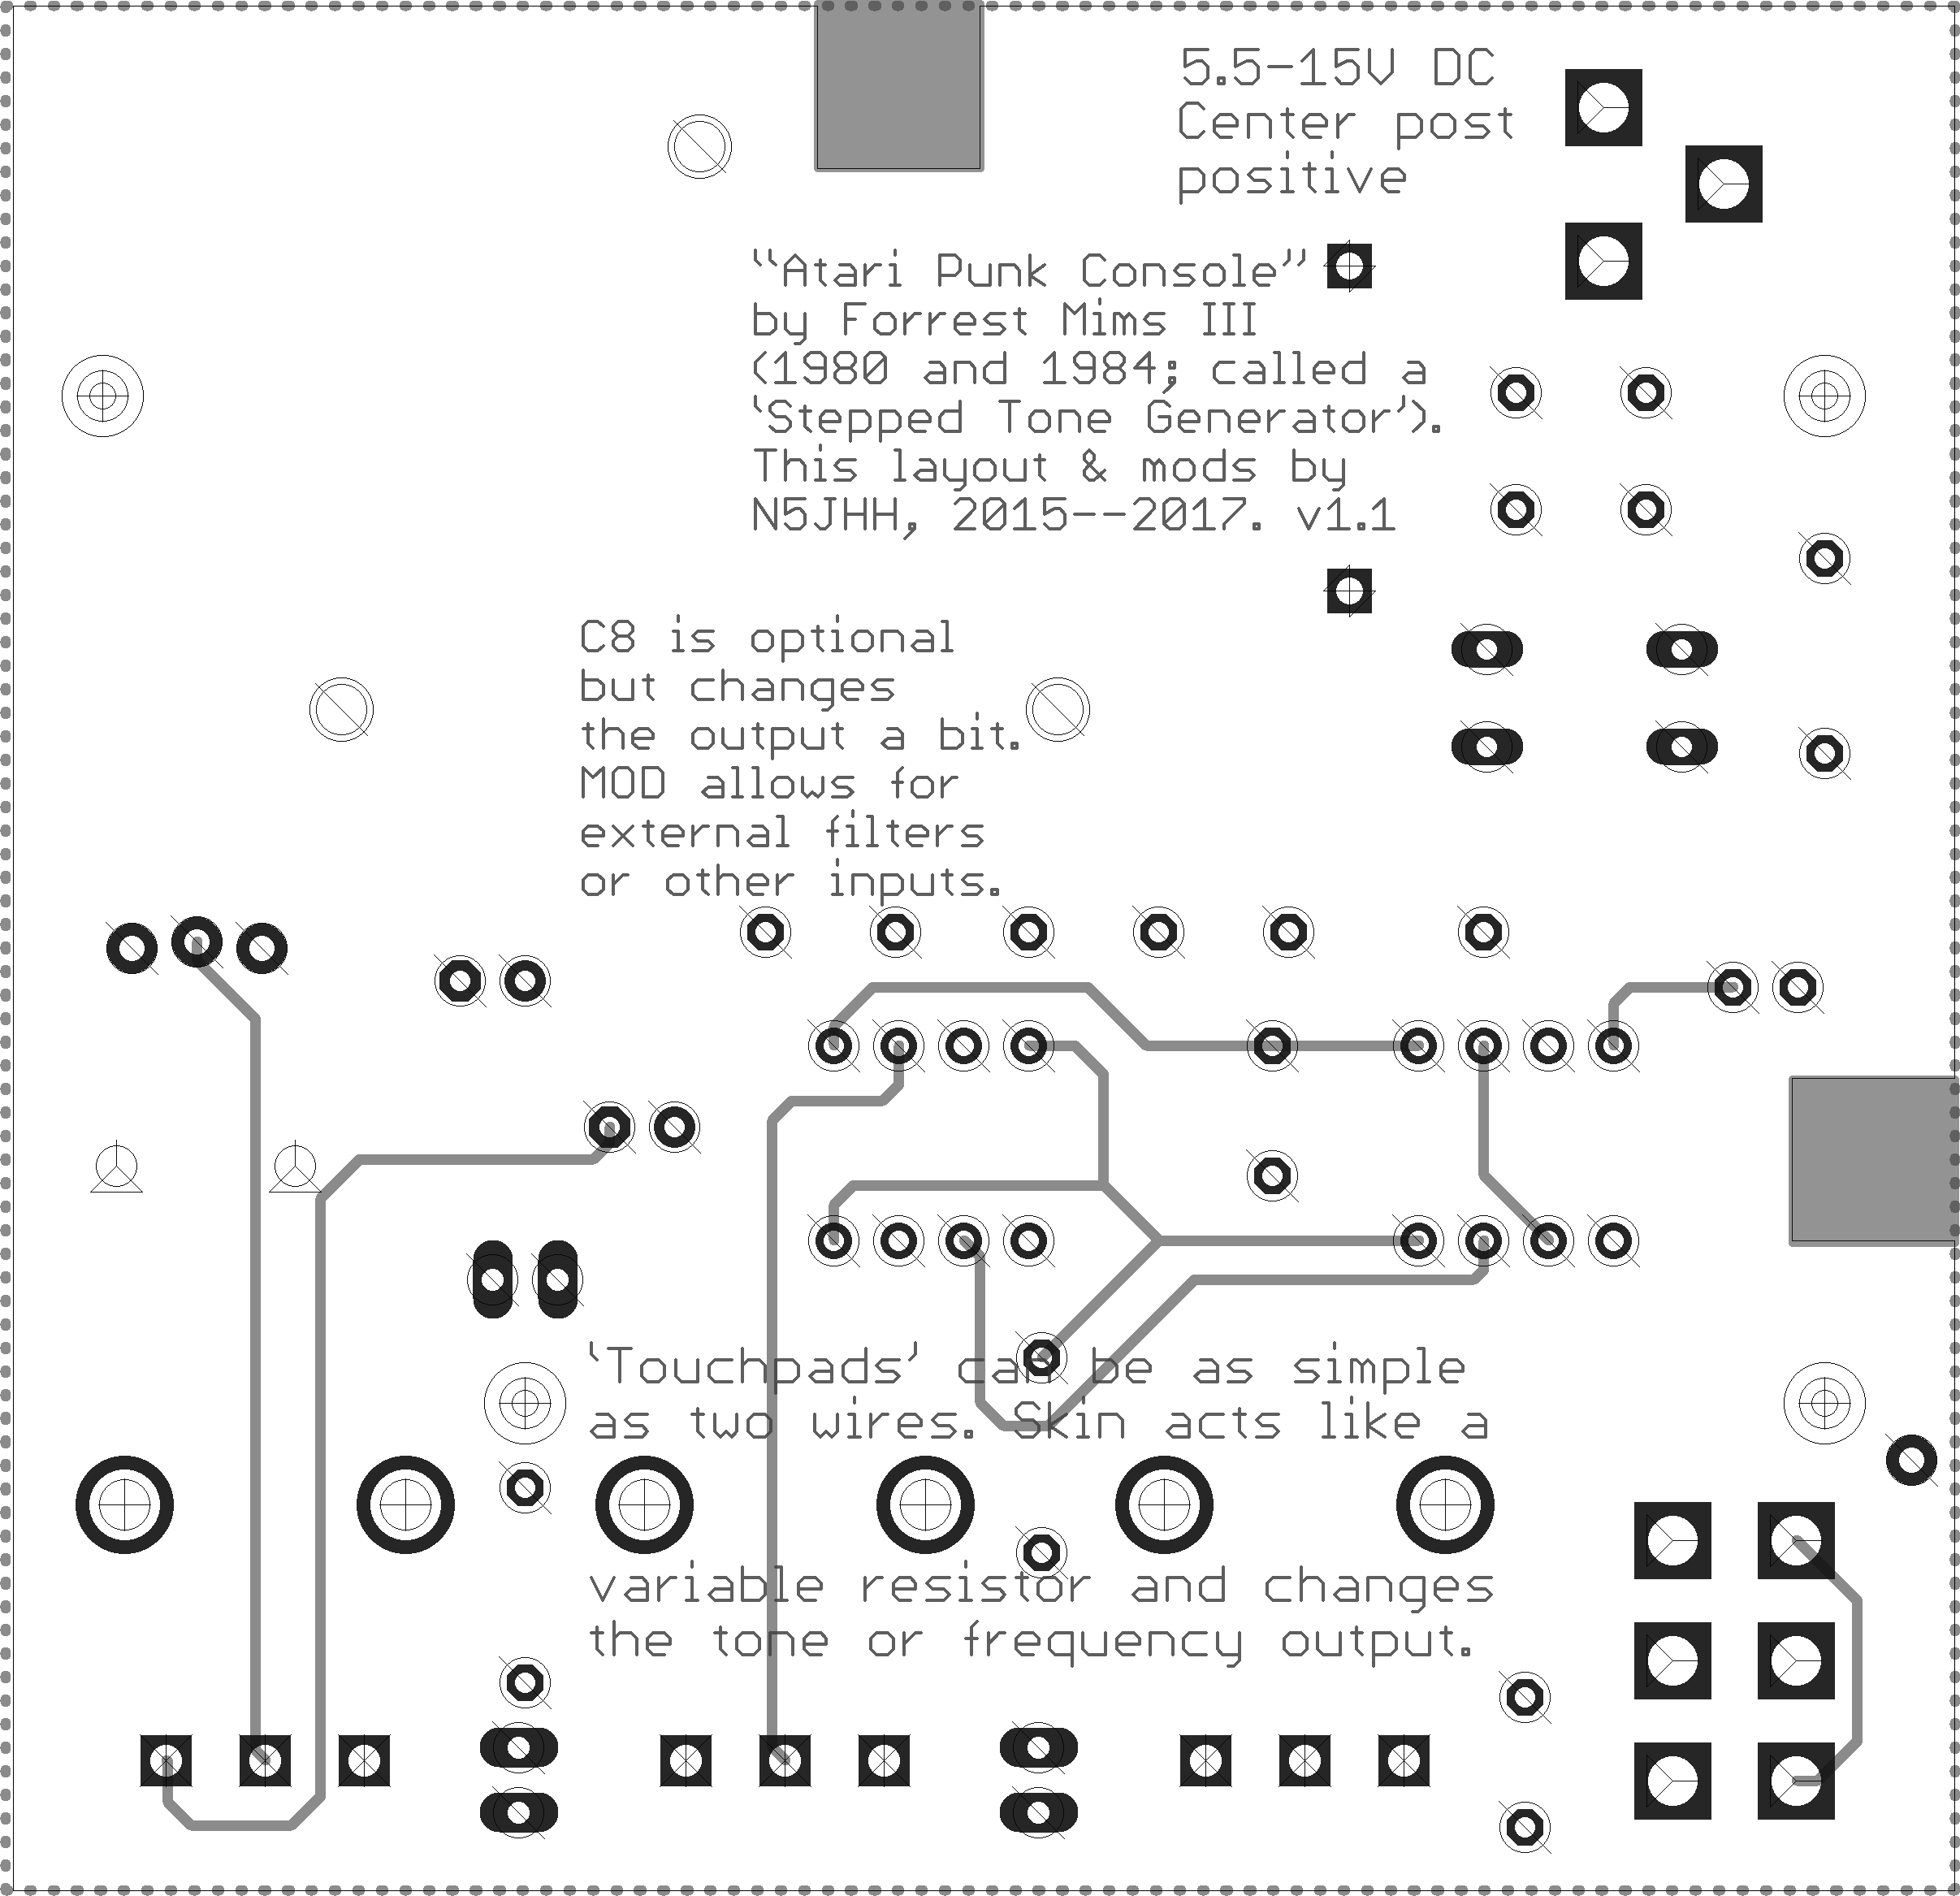 5.5-15V DC
Center post
positive
“Atari Punk Console”
by Forrest Mims III
(1980 and 1984; called a
‘Stepped Tone Generator’).
This layout & mods by
N5JHH, 2015--2017. v1.1
C8 is optional
but changes
the output a bit.
MOD allows for
external filters
or other inputs.
‘Touchpads’ can be as simple
as two wires. Skin acts like a
variable resistor and changes
the tone or frequency output.